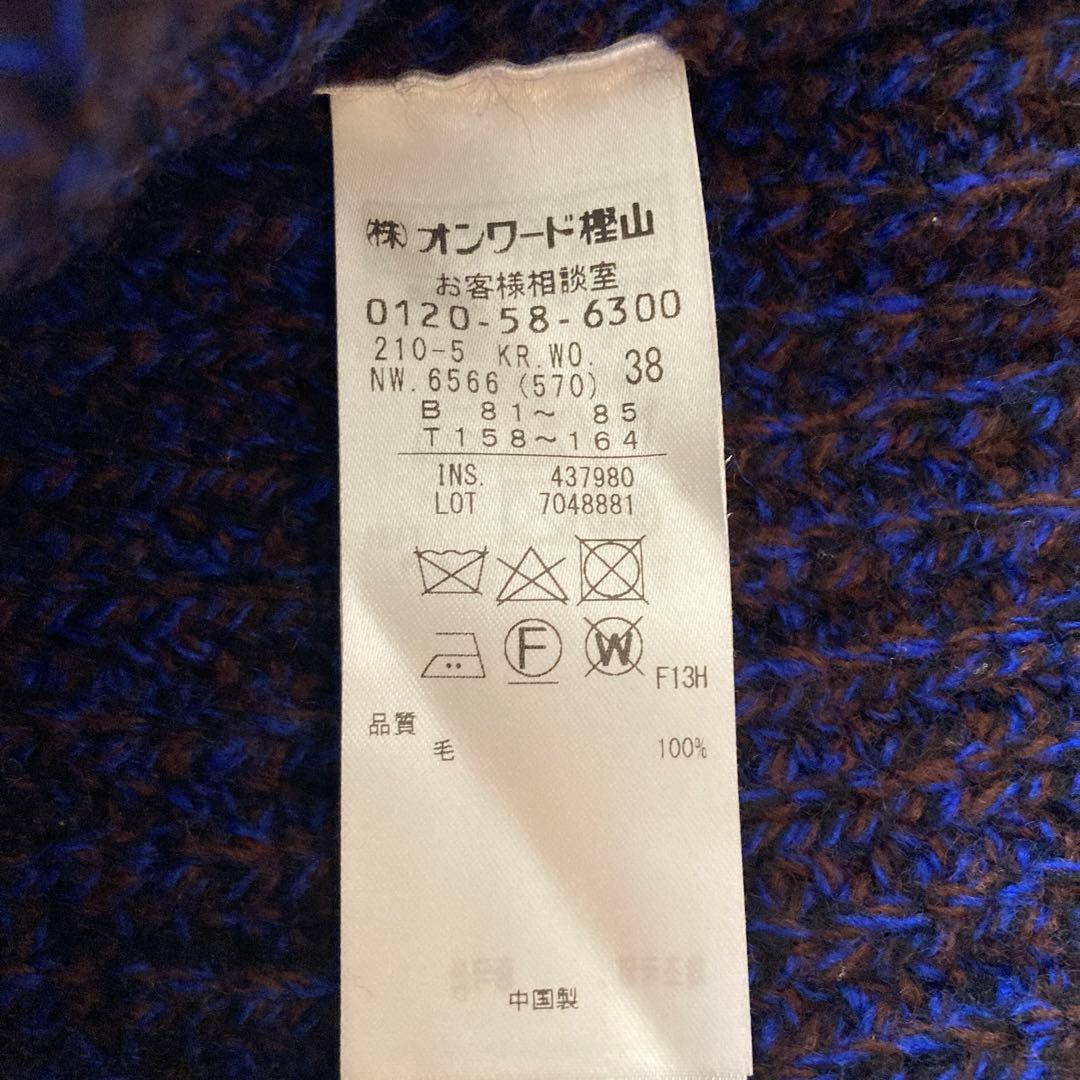 ㈱オンワード樫山
お客様相談室
0120-58-6300
210-5 KR.WO. 38
NW.6566 (570)
B 81～ 85
T158～164
INS. 437980
LOT 7048881
F W F13H
品質
毛 100%
中国製